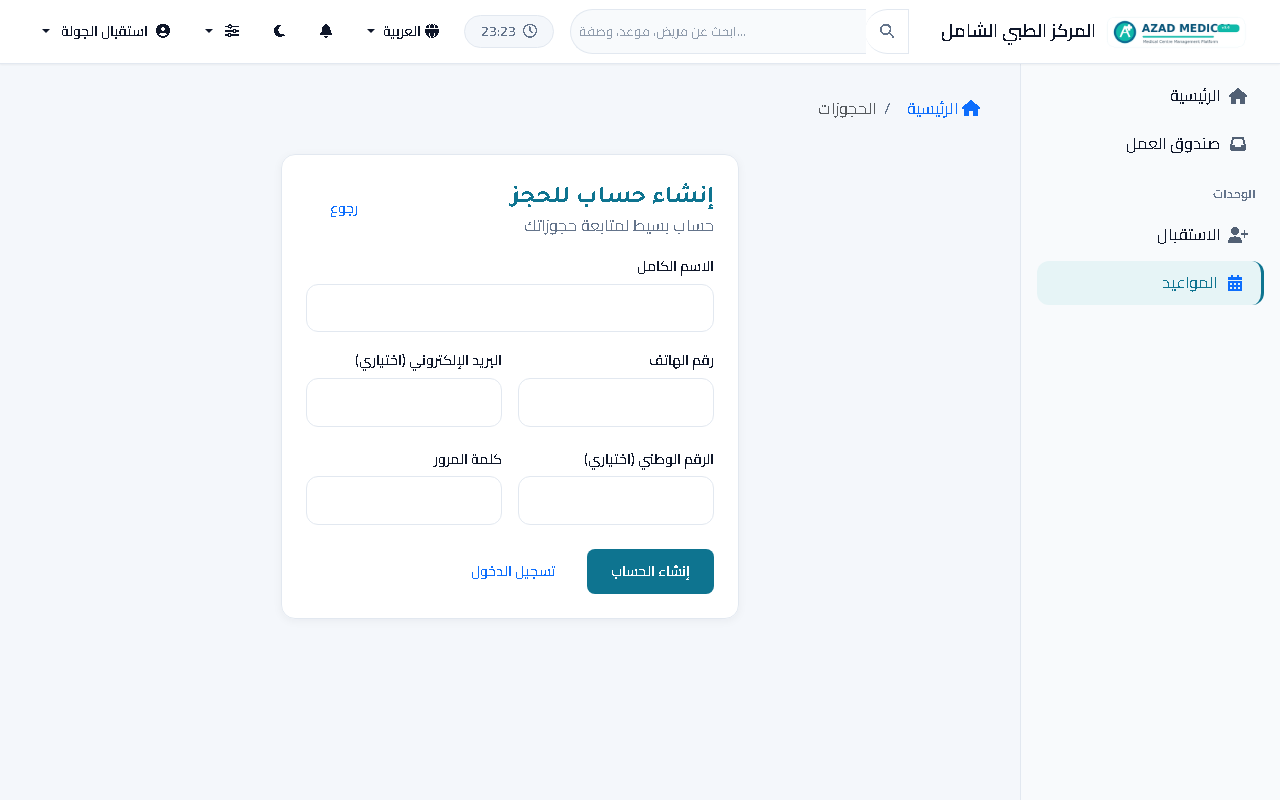 AZAD MEDIC
Medical Centre Management Platform
المركز الطبي الشامل
ابحث عن مريض، موعد، وصفة...
23:23
العربية
استقبال الجولة
الرئيسية
صندوق العمل
الوحدات
الاستقبال
المواعيد
الرئيسية / الحجوزات
إنشاء حساب للحجز
حساب بسيط لمتابعة حجوزاتك
رجوع
الاسم الكامل
رقم الهاتف
البريد الإلكتروني (اختياري)
الرقم الوطني (اختياري)
كلمة المرور
إنشاء الحساب
تسجيل الدخول